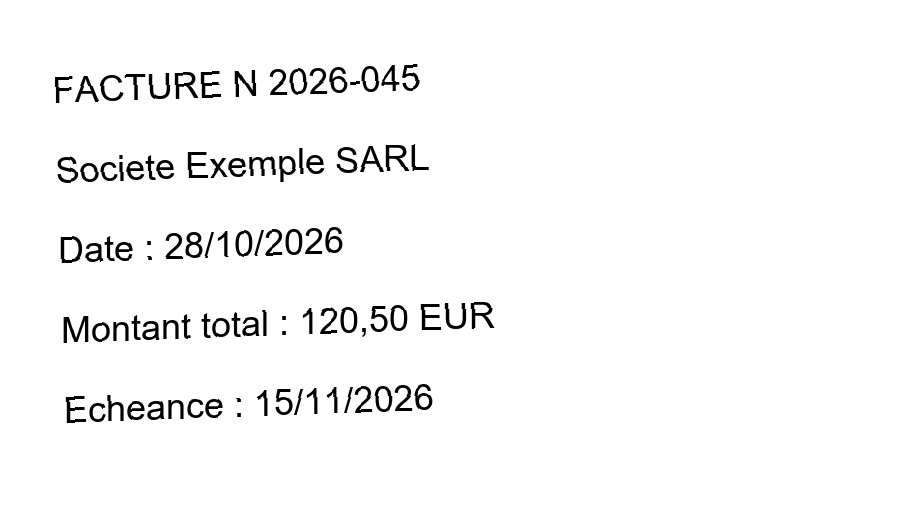 FACTURE N 2026-045
Societe Exemple SARL
Date : 28/10/2026
Montant total : 120,50 EUR
Echeance : 15/11/2026